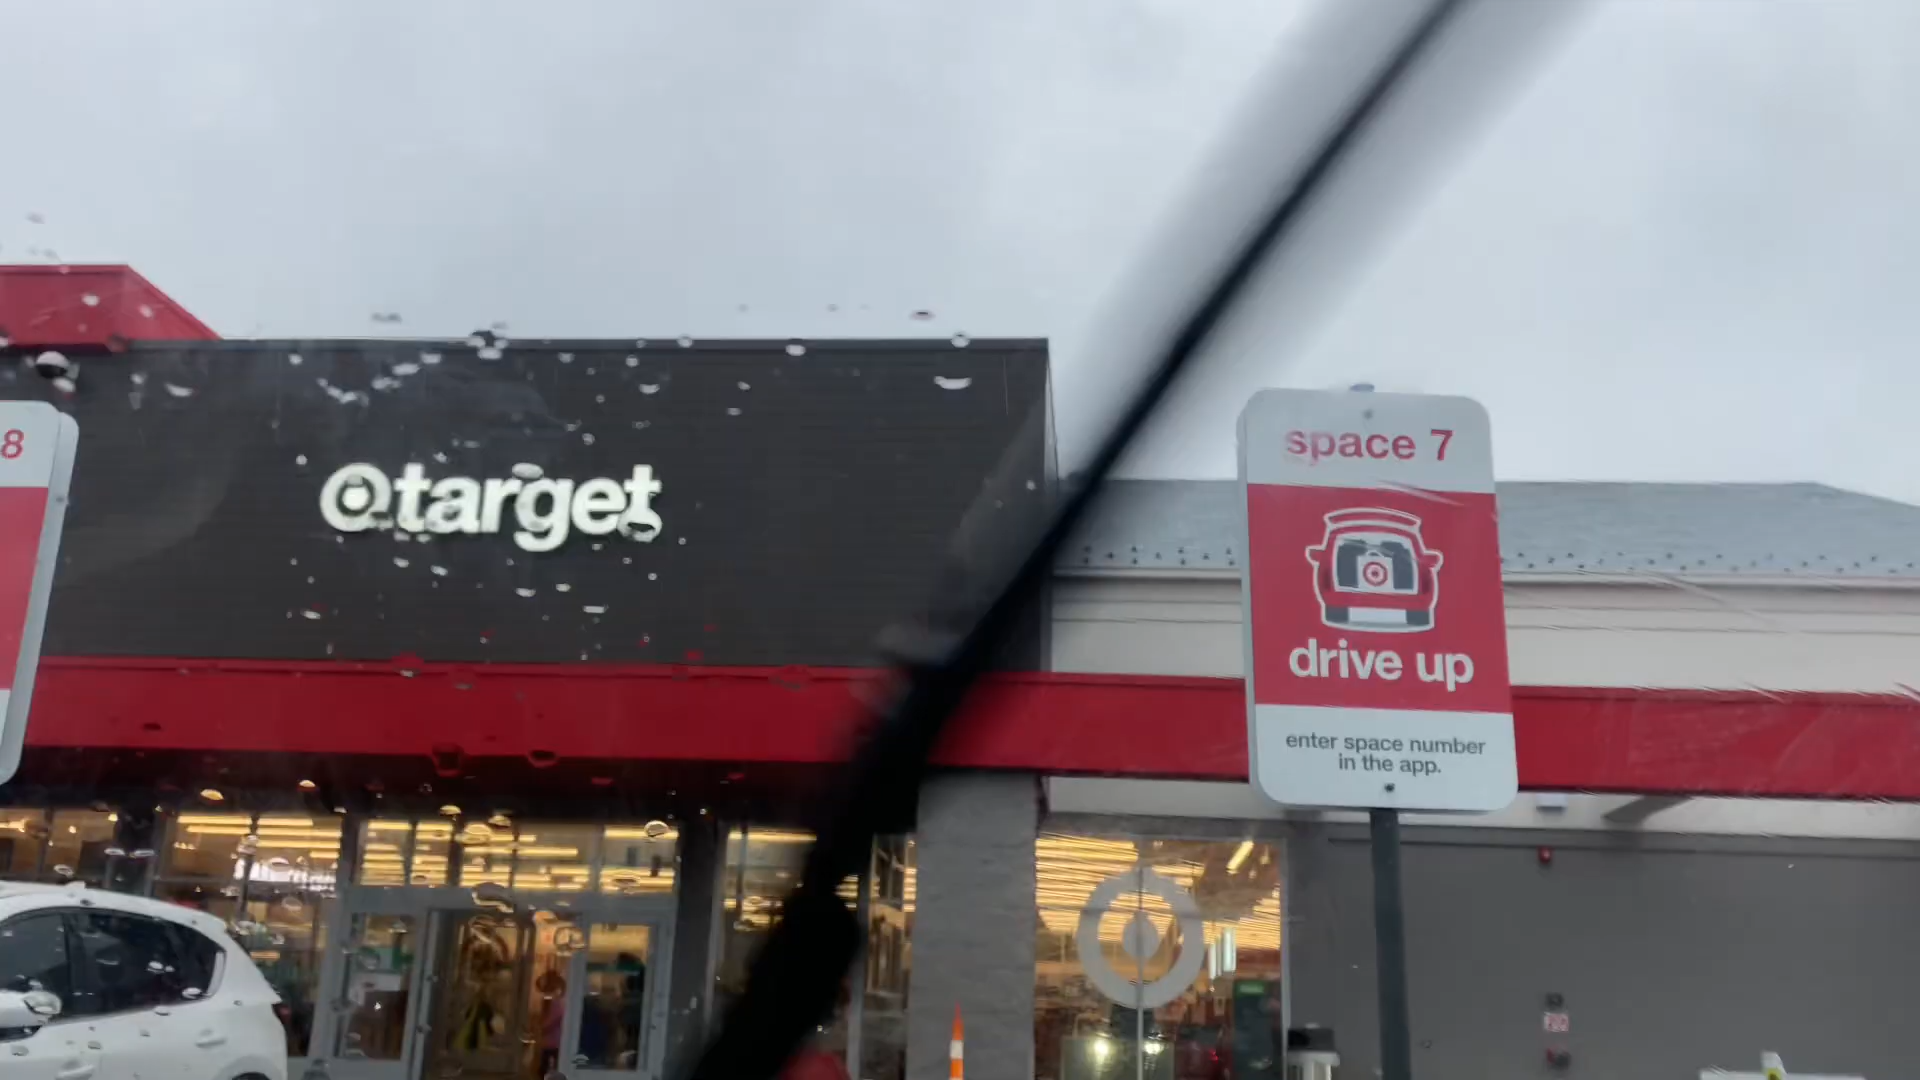 8
target
space 7
drive up
enter space number
in the app.